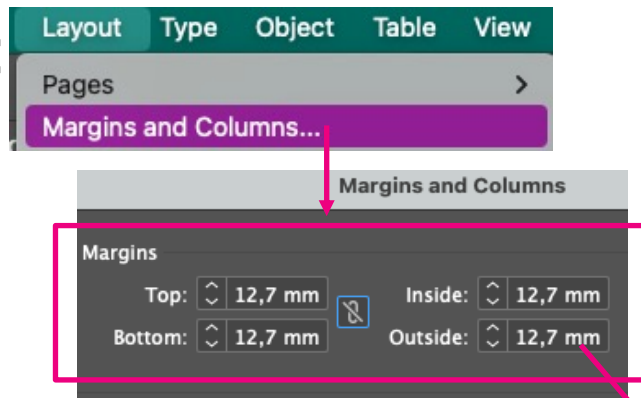 Layout Type Object Table View
Pages
Margins and Columns...
Margins and Columns
Margins
Top: 12,7 mm Inside: 12,7 mm
Bottom: 12,7 mm Outside: 12,7 mm